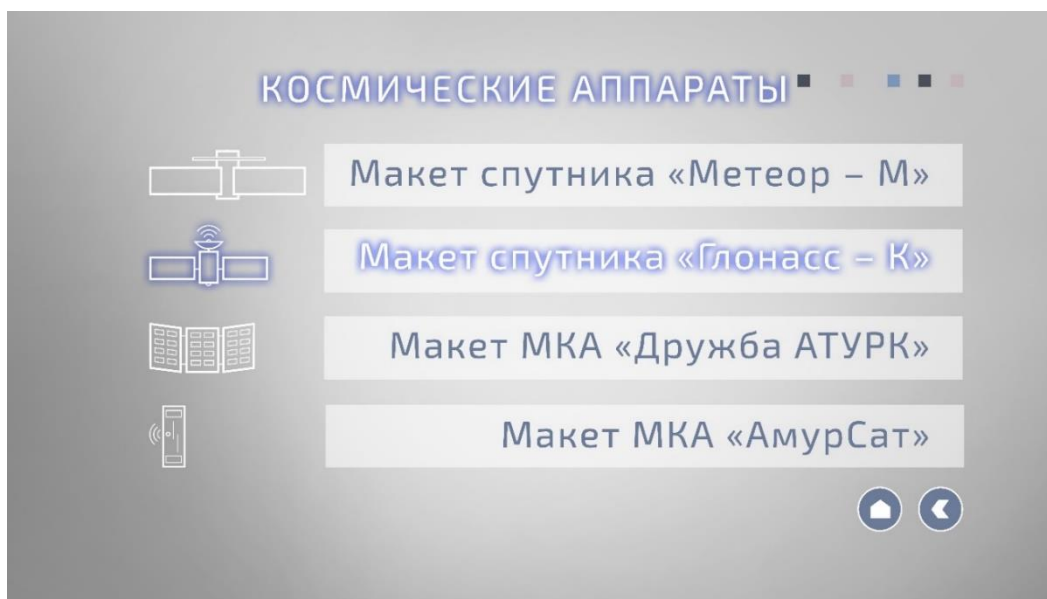 КОСМИЧЕСКИЕ АППАРАТЫ
Макет спутника «Метеор – М»
Макет спутника «Глонасс – К»
Макет МКА «Дружба АТУРК»
Макет МКА «АмурСат»